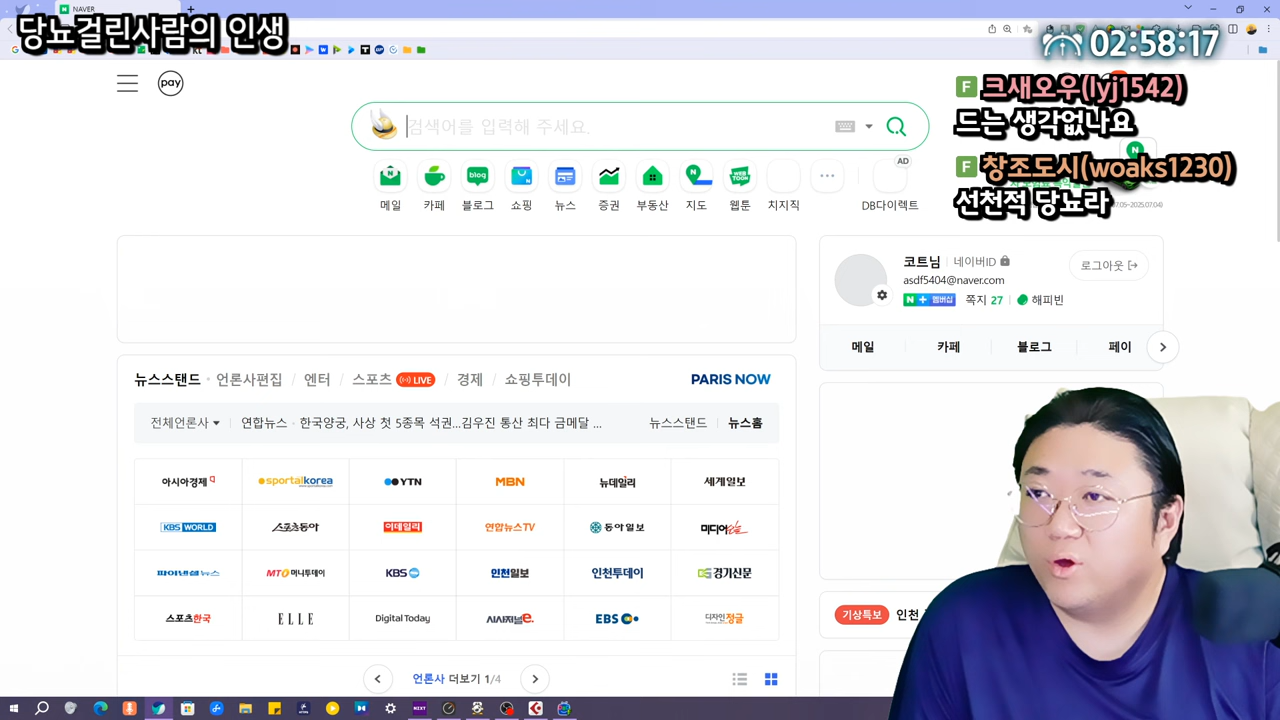 NAVER
당뇨걸린사람의 인생
02:58:17
pay
F 크새오우(lyj1542)
드는 생각없나요
F 창조도시(woaks1230)
선천적 당뇨라
검색어를 입력해 주세요.
AD
메일
카페
blog
블로그
쇼핑
뉴스
증권
부동산
지도
WEB TOON
웹툰
치지직
DB다이렉트
코트님
네이버ID
로그아웃
asdf5404@naver.com
N + 멤버십
쪽지 27
해피빈
메일
카페
블로그
페이
뉴스스탠드 · 언론사편집 / 엔터 / 스포츠 LIVE / 경제 / 쇼핑투데이
PARIS NOW
전체언론사
연합뉴스 · 한국양궁, 사상 첫 5종목 석권...김우진 통산 최다 금메달 ...
뉴스스탠드
뉴스홈
아시아경제
sportalkorea
YTN
MBN
뉴데일리
세계일보
KBS WORLD
스포츠동아
이데일리
연합뉴스TV
동아일보
미디어오늘
파이낸셜뉴스
MT 머니투데이
KBS
인천일보
인천투데이
경기신문
스포츠한국
ELLE
Digital Today
시사저널e.
EBS
디자인정글
기상특보
인천
언론사 더보기 1/4